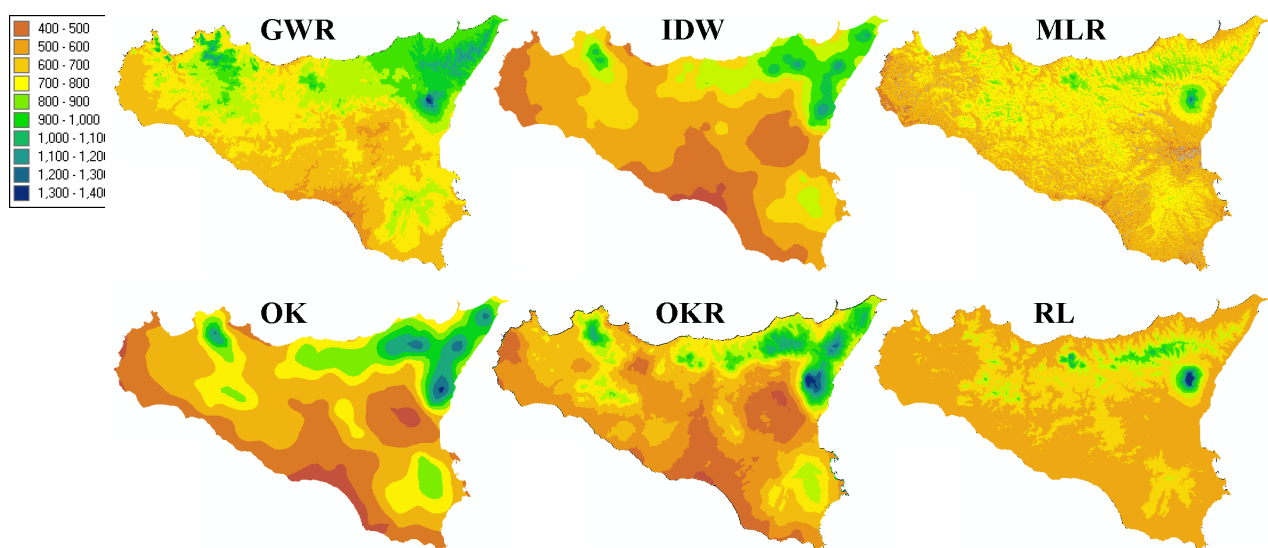 400 - 500
500 - 600
600 - 700
700 - 800
800 - 900
900 - 1,000
1,000 - 1,100
1,100 - 1,200
1,200 - 1,300
1,300 - 1,40
GWR
IDW
MLR
OK
OKR
RL